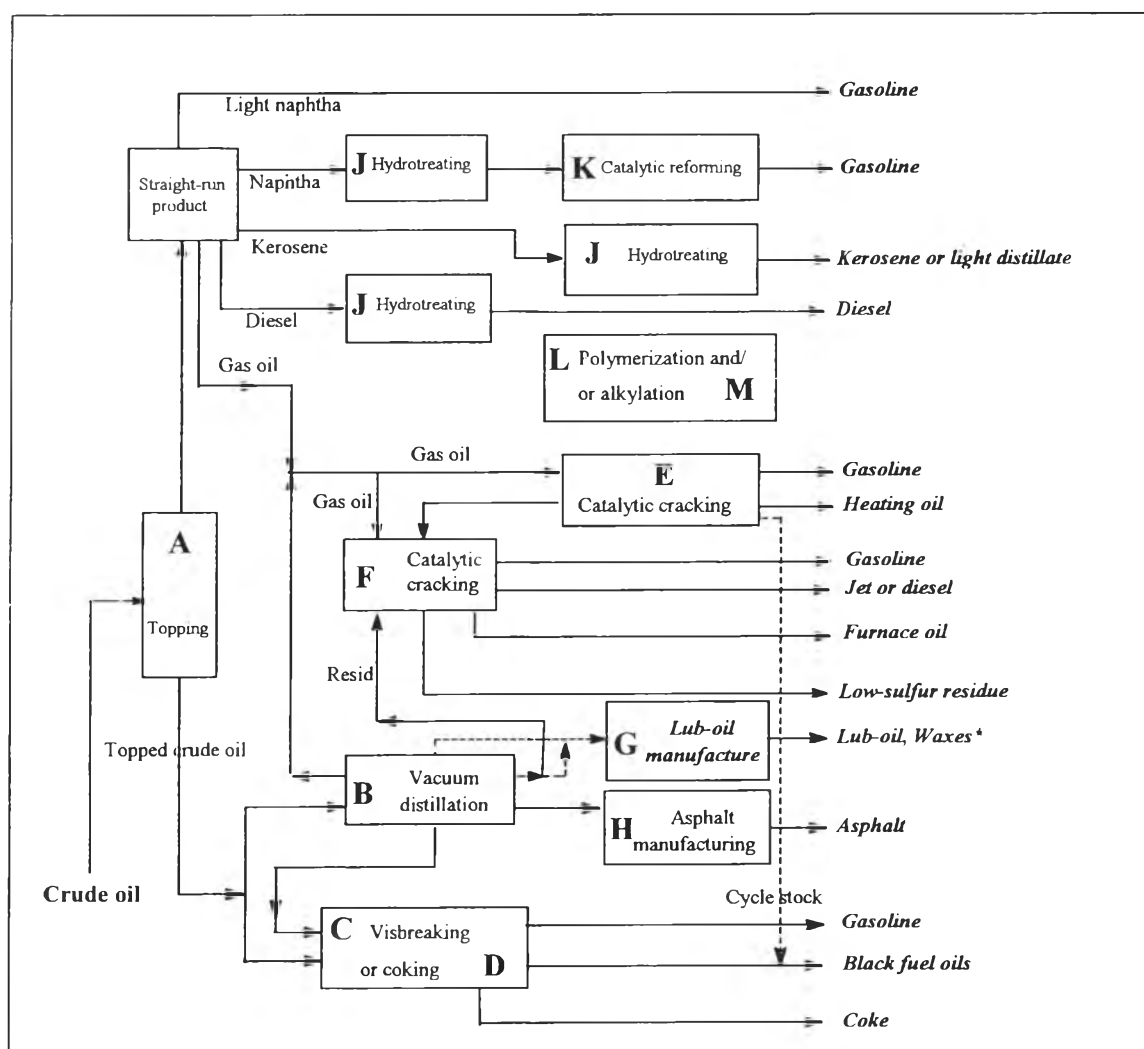 Light naphtha
Gasoline
Straight-run
product
Naphtha
J Hydrotreating
K Catalytic reforming
Gasoline
Kerosene
J Hydrotreating
Kerosene or light distillate
Diesel
J Hydrotreating
Diesel
Gas oil
L Polymerization and/
or alkylation M
Gas oil
Gas oil
E
Catalytic cracking
Gasoline
Heating oil
A
Topping
F Catalytic
cracking
Gasoline
Jet or diesel
Furnace oil
Resid
Low-sulfur residue
Topped crude oil
G Lub-oil
manufacture
Lub-oil, Waxes*
B Vacuum
distillation
H Asphalt
manufacturing
Asphalt
Crude oil
Cycle stock
C Visbreaking
or coking D
Gasoline
Black fuel oils
Coke